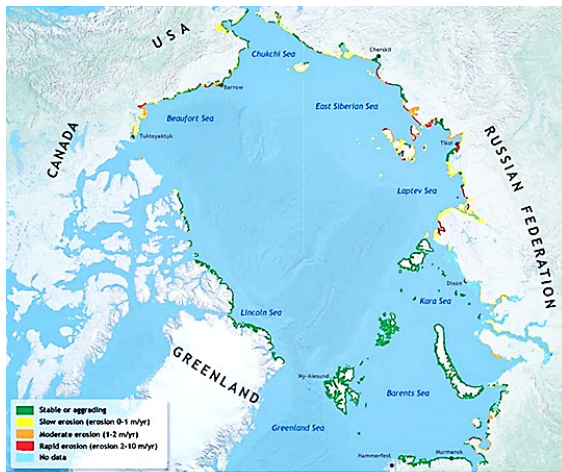 USA
Chukchi Sea
Cherskii
Barrow
East Siberian Sea
Beaufort Sea
Tuktoyaktuk
Tiksi
CANADA
RUSSIAN FEDERATION
Laptev Sea
Dixon
Kara Sea
Lincoln Sea
GREENLAND
Ny-Alesund
Barents Sea
Greenland Sea
Hammerfest
Murmansk
Stable or aggrading
Slow erosion (erosion 0-1 m/yr)
Moderate erosion (1-2 m/yr)
Rapid erosion (erosion 2-10 m/yr)
No data